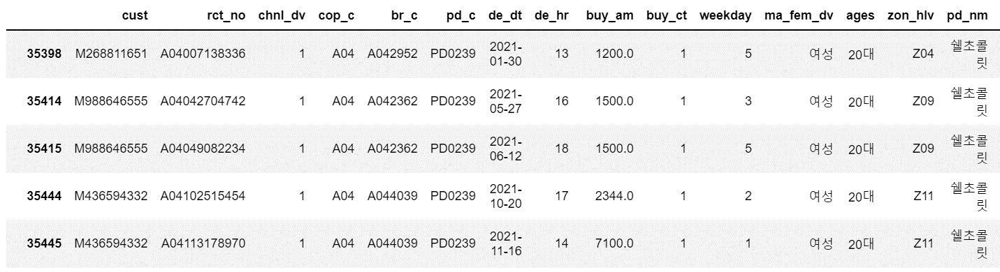 cust rct_no chnl_dv cop_c br_c pd_c de_dt de_hr buy_am buy_ct weekday ma_fem_dv ages zon_hlv pd_nm
35398 M268811651 A04007138336 1 A04 A042952 PD0239 2021-01-30 13 1200.0 1 5 여성 20대 Z04 쉘초콜릿
35414 M988646555 A04042704742 1 A04 A042362 PD0239 2021-05-27 16 1500.0 1 3 여성 20대 Z09 쉘초콜릿
35415 M988646555 A04049082234 1 A04 A042362 PD0239 2021-06-12 18 1500.0 1 5 여성 20대 Z09 쉘초콜릿
35444 M436594332 A04102515454 1 A04 A044039 PD0239 2021-10-20 17 2344.0 1 2 여성 20대 Z11 쉘초콜릿
35445 M436594332 A04113178970 1 A04 A044039 PD0239 2021-11-16 14 7100.0 1 1 여성 20대 Z11 쉘초콜릿